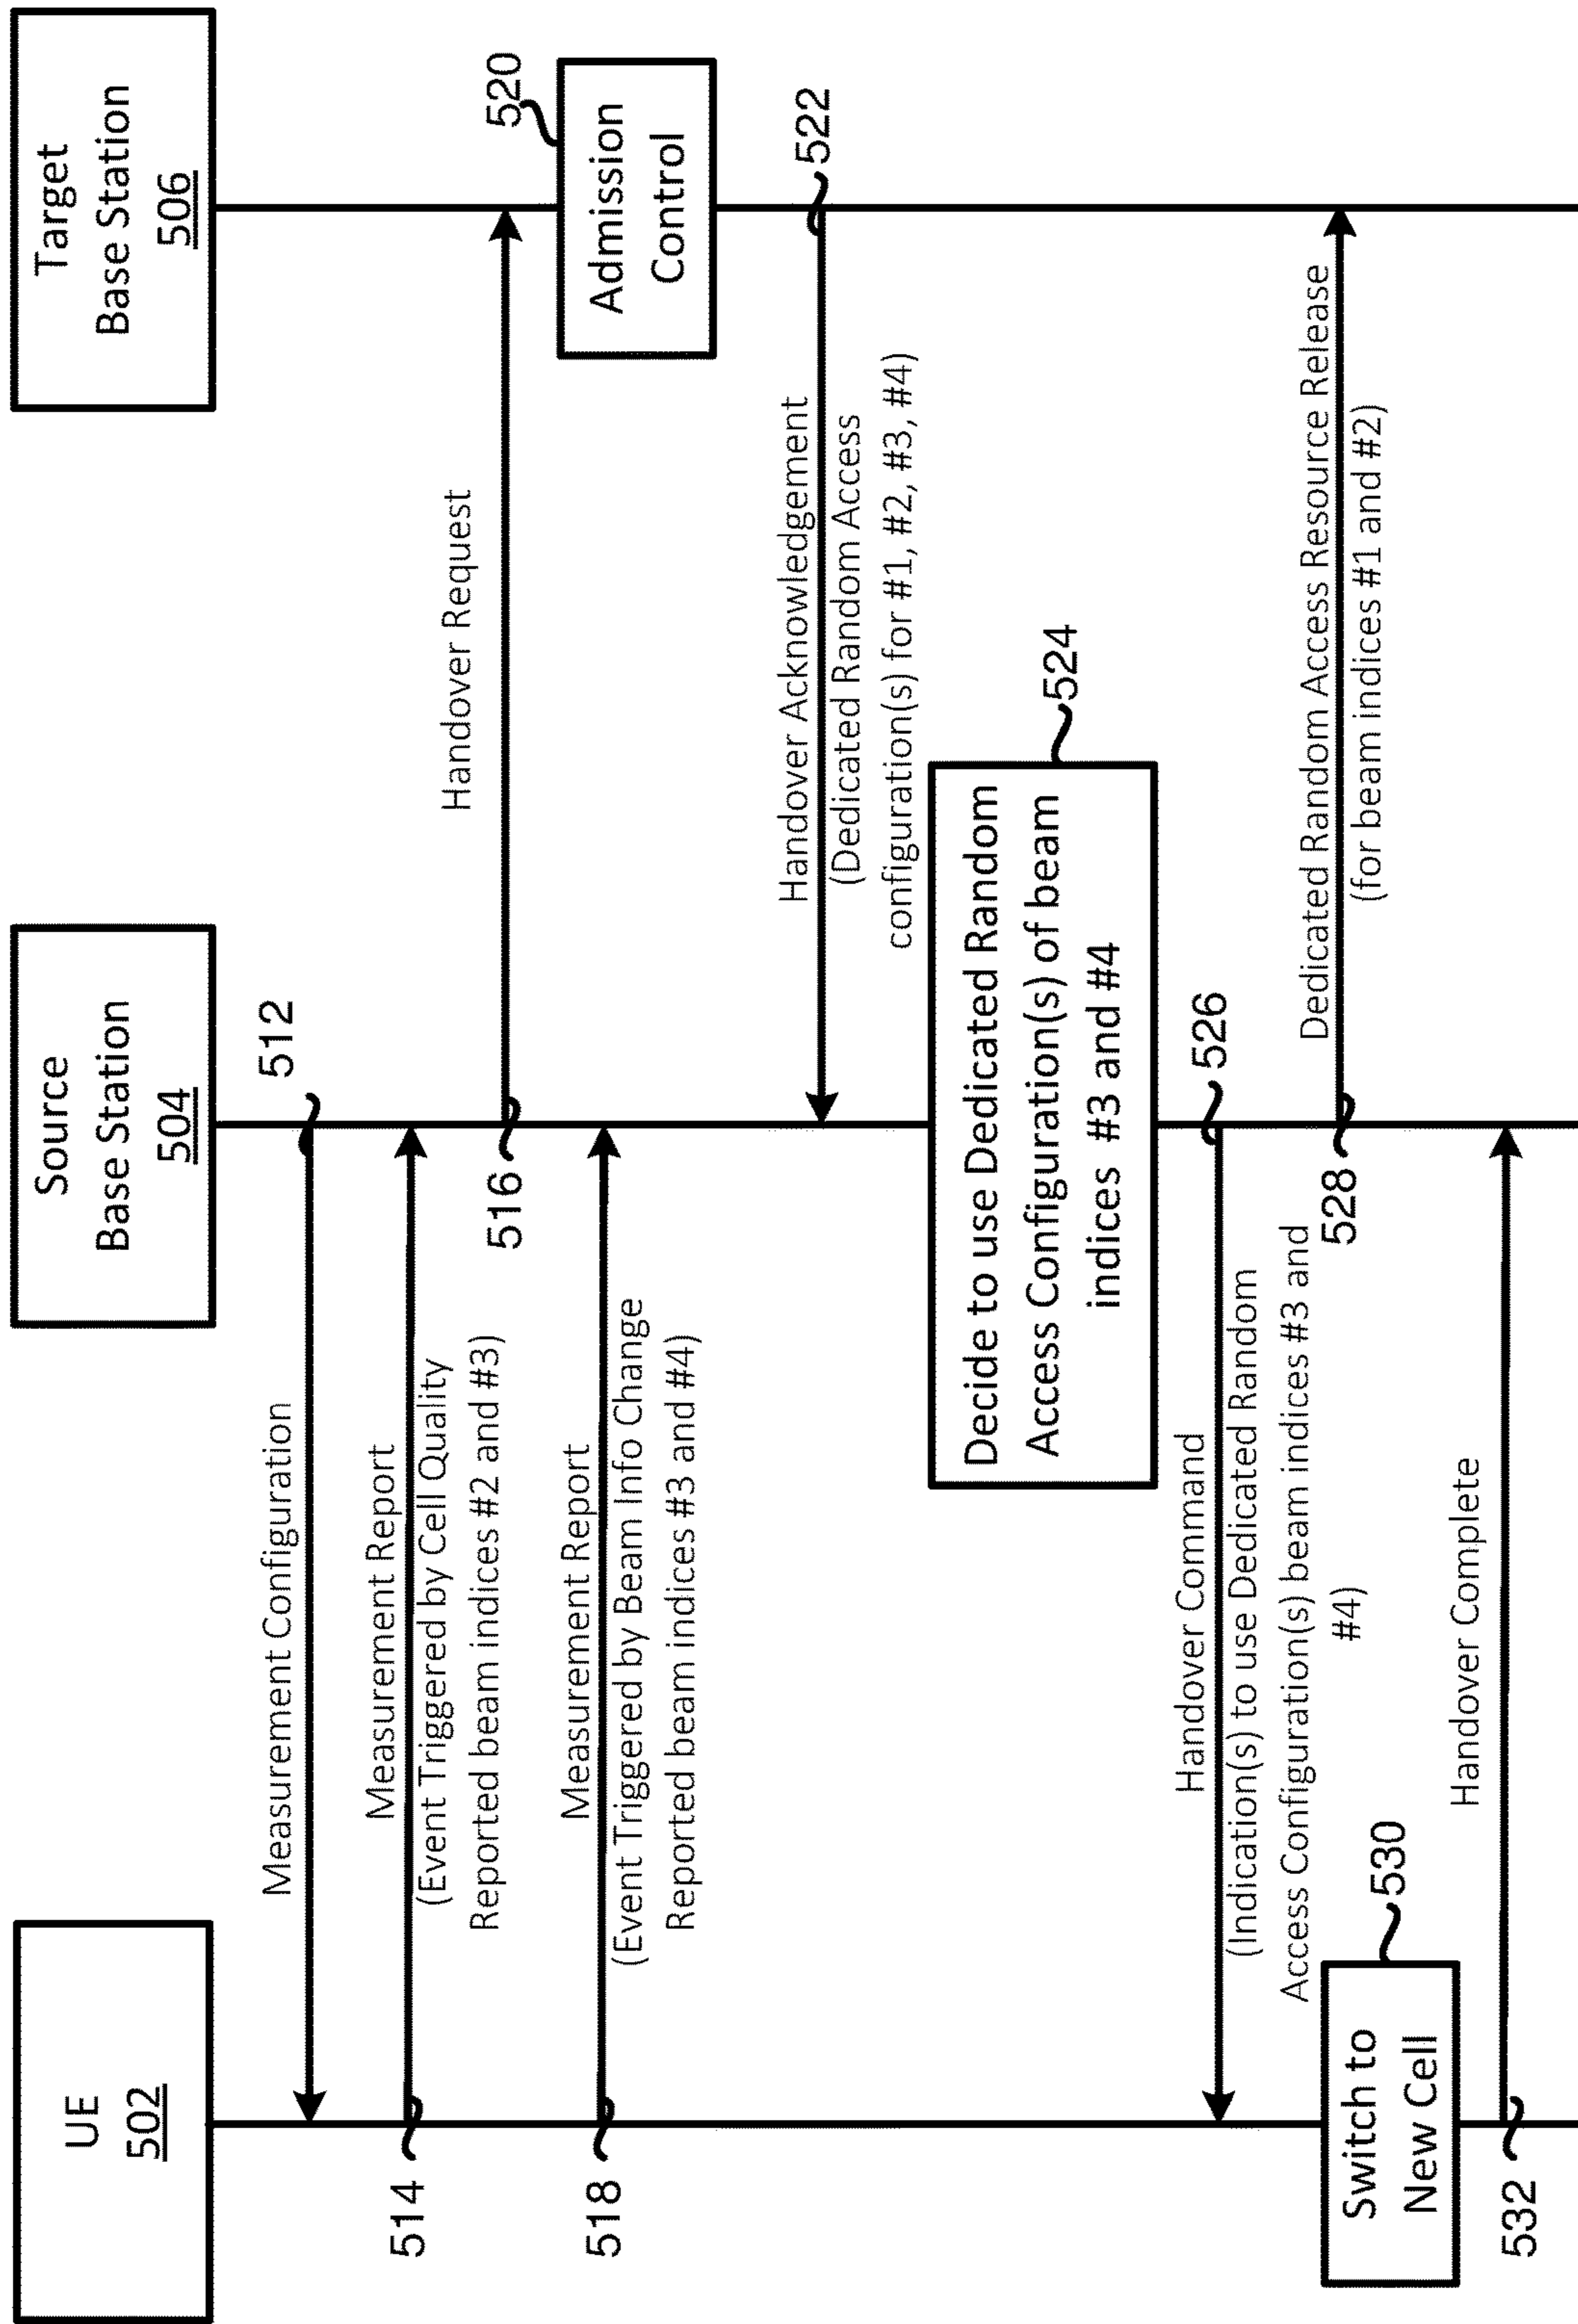 UE
502
Source
Base Station
504
Target
Base Station
506
512
Measurement Configuration
514
Measurement Report
(Event Triggered by Cell Quality
Reported beam indices #2 and #3)
516
Handover Request
518
Measurement Report
(Event Triggered by Beam Info Change
Reported beam indices #3 and #4)
520
Admission
Control
522
Handover Acknowledgement
(Dedicated Random Access
configuration(s) for #1, #2, #3, #4)
524
Decide to use Dedicated Random
Access Configuration(s) of beam
indices #3 and #4
526
Handover Command
(Indication(s) to use Dedicated Random
Access Configuration(s) beam indices #3 and
#4)
528
Dedicated Random Access Resource Release
(for beam indices #1 and #2)
530
Switch to
New Cell
532
Handover Complete